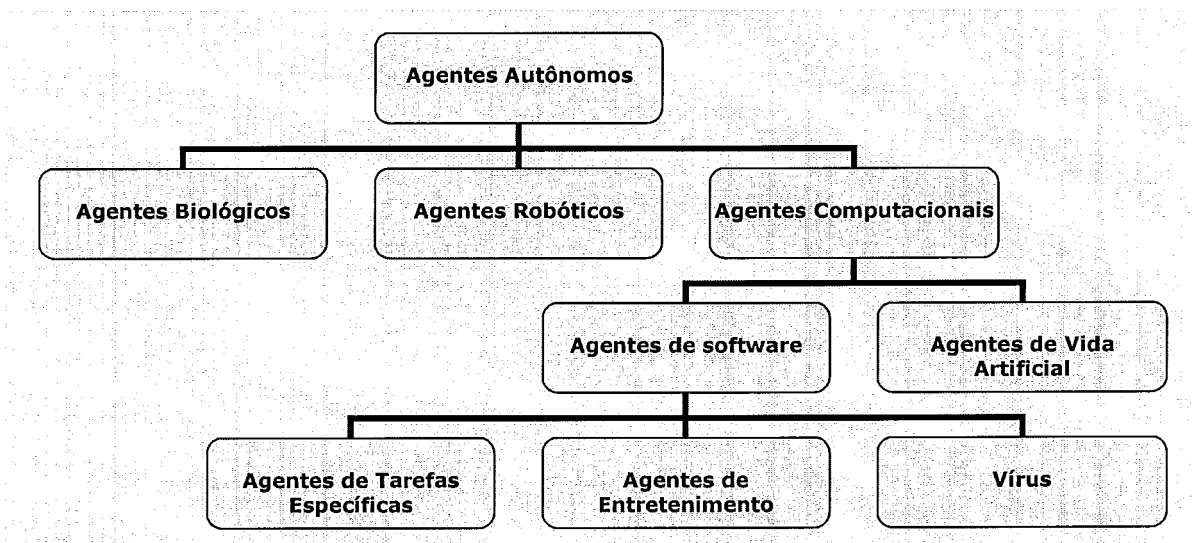 Agentes Autônomos
Agentes Biológicos
Agentes Robóticos
Agentes Computacionais
Agentes de software
Agentes de Vida
Artificial
Agentes de Tarefas
Específicas
Agentes de
Entretenimento
Vírus